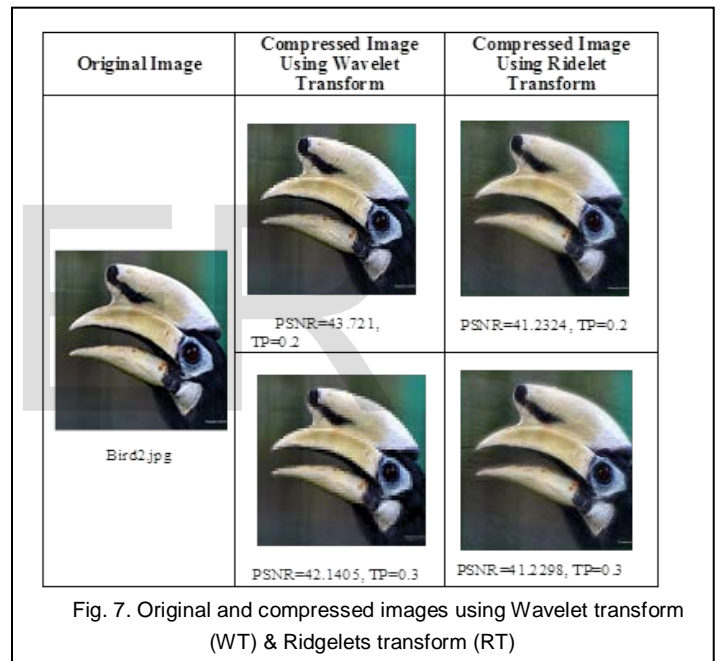 Original Image
Compressed Image
Using Wavelet
Transform
Compressed Image
Using Ridelet
Transform
Bird2.jpg
PSNR=43.721,
TP=0.2
PSNR=41.2324, TP=0.2
PSNR=42.1405, TP=0.3
PSNR=41.2298, TP=0.3
ER
Fig. 7. Original and compressed images using Wavelet transform
(WT) & Ridgelets transform (RT)